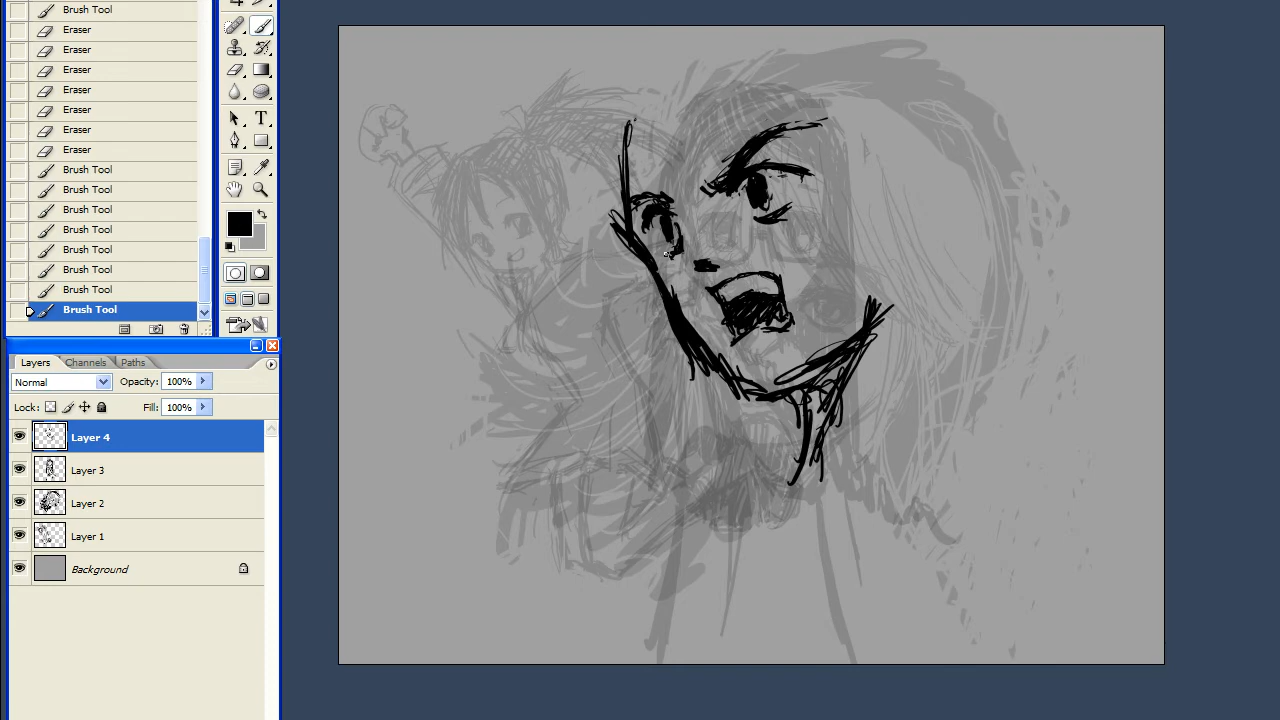 Brush Tool
Eraser
Eraser
Eraser
Eraser
Eraser
Eraser
Eraser
Brush Tool
Brush Tool
Brush Tool
Brush Tool
Brush Tool
Brush Tool
Brush Tool
Brush Tool
T
Layers Channels Paths
Normal Opacity: 100%
Lock: Fill: 100%
Layer 4
Layer 3
Layer 2
Layer 1
Background